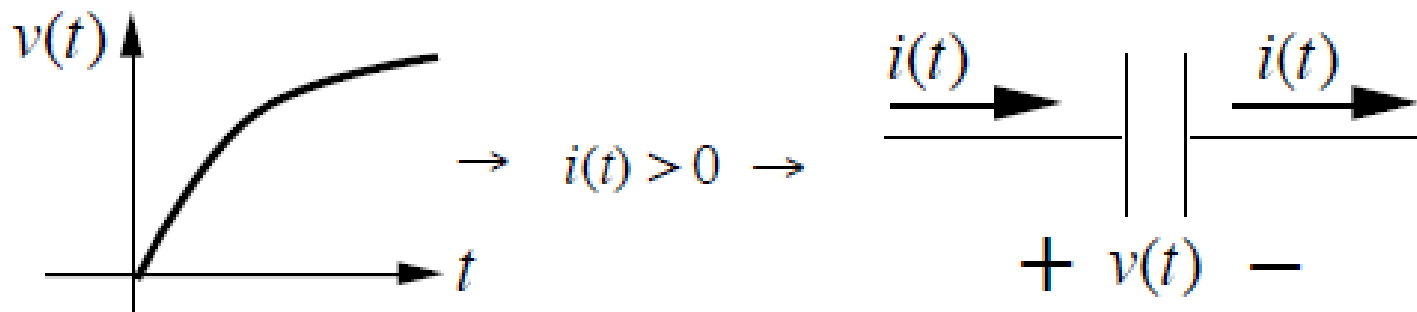 v(t)
t
→ i(t) > 0 →
i(t) i(t)
+ v(t) −